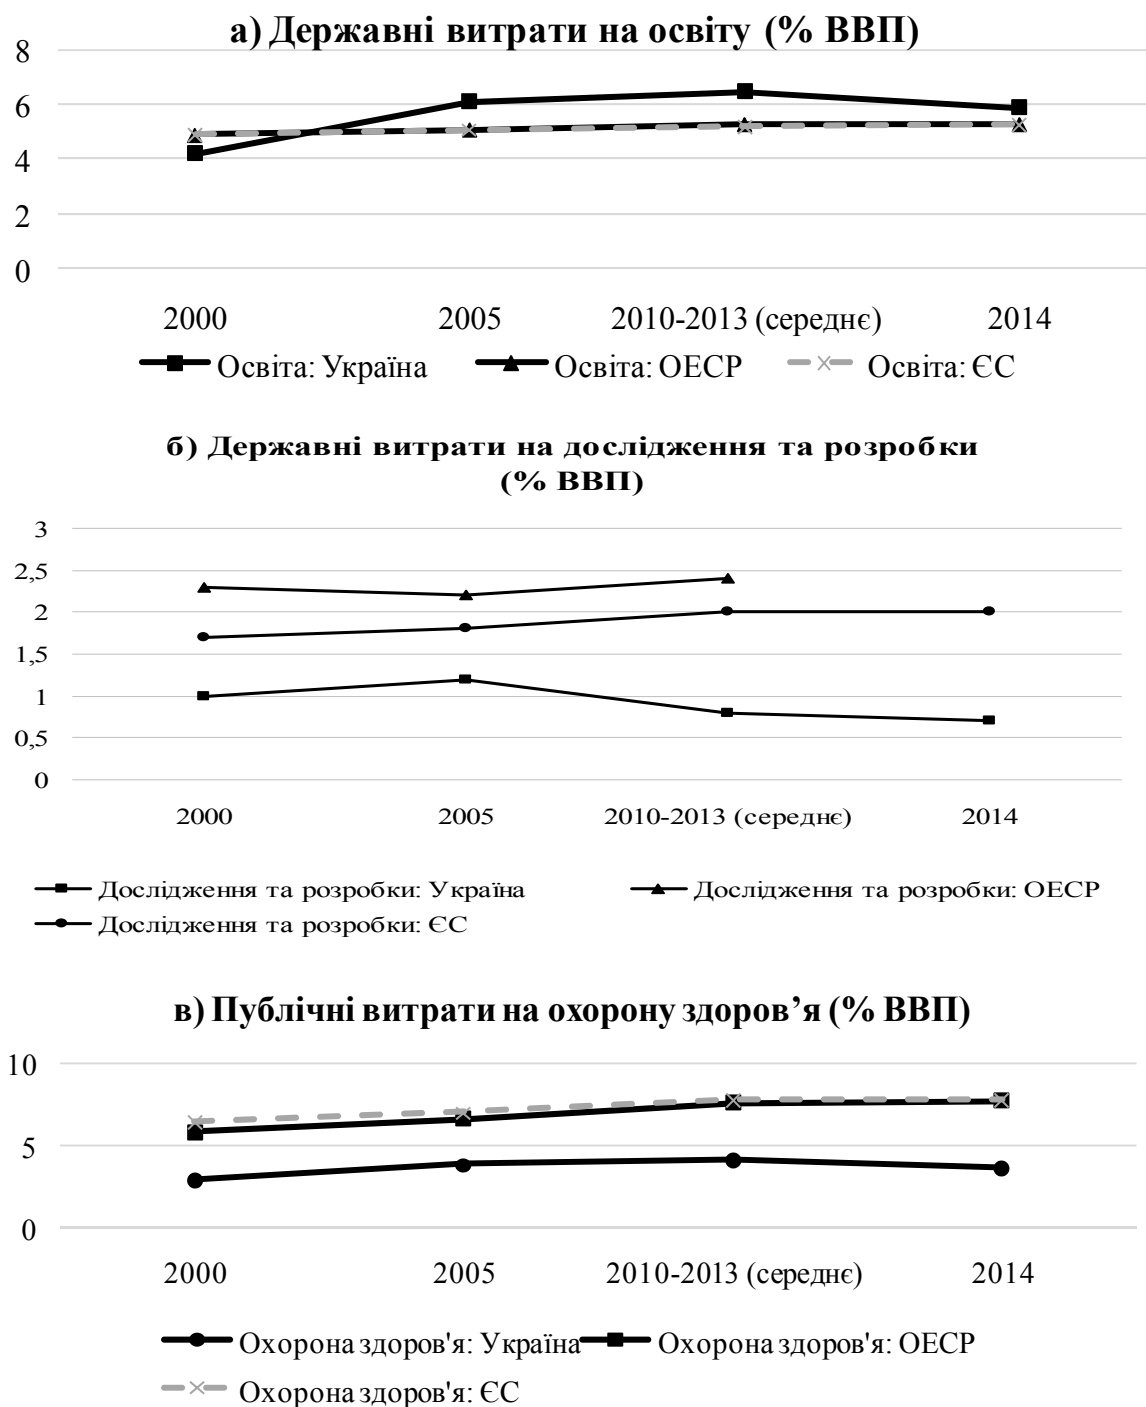 а) Державні витрати на освіту (% ВВП)
8
6
4
2
0
2000 2005 2010-2013 (середнє) 2014
Освіта: Україна Освіта: ОЕСР Освіта: ЄС
б) Державні витрати на дослідження та розробки
(% ВВП)
3
2,5
2
1,5
1
0,5
0
2000 2005 2010-2013 (середнє) 2014
Дослідження та розробки: Україна Дослідження та розробки: ОЕСР
Дослідження та розробки: ЄС
в) Публічні витрати на охорону здоров’я (% ВВП)
10
5
0
2000 2005 2010-2013 (середнє) 2014
Охорона здоров'я: Україна Охорона здоров'я: ОЕСР
Охорона здоров'я: ЄС